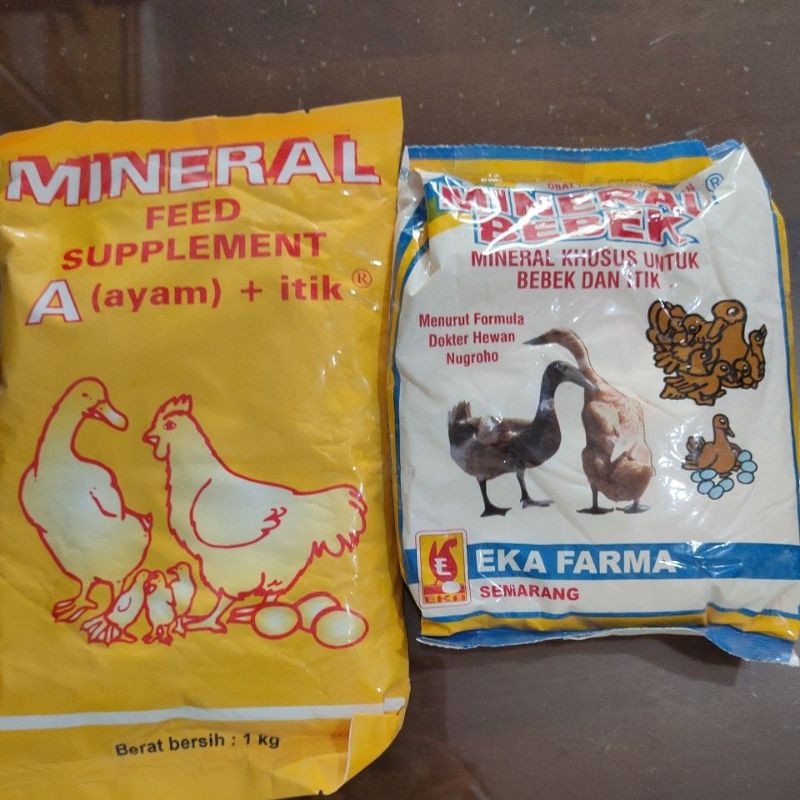 MINERAL
FEED
SUPPLEMENT
A (ayam) + itik ®
Berat bersih : 1 kg
MINERAL ®
BEBEK
MINERAL KHUSUS UNTUK
BEBEK DAN ITIK
Menurut Formula
Dokter Hewan
Nugroho
E
EKA
EKA FARMA
SEMARANG